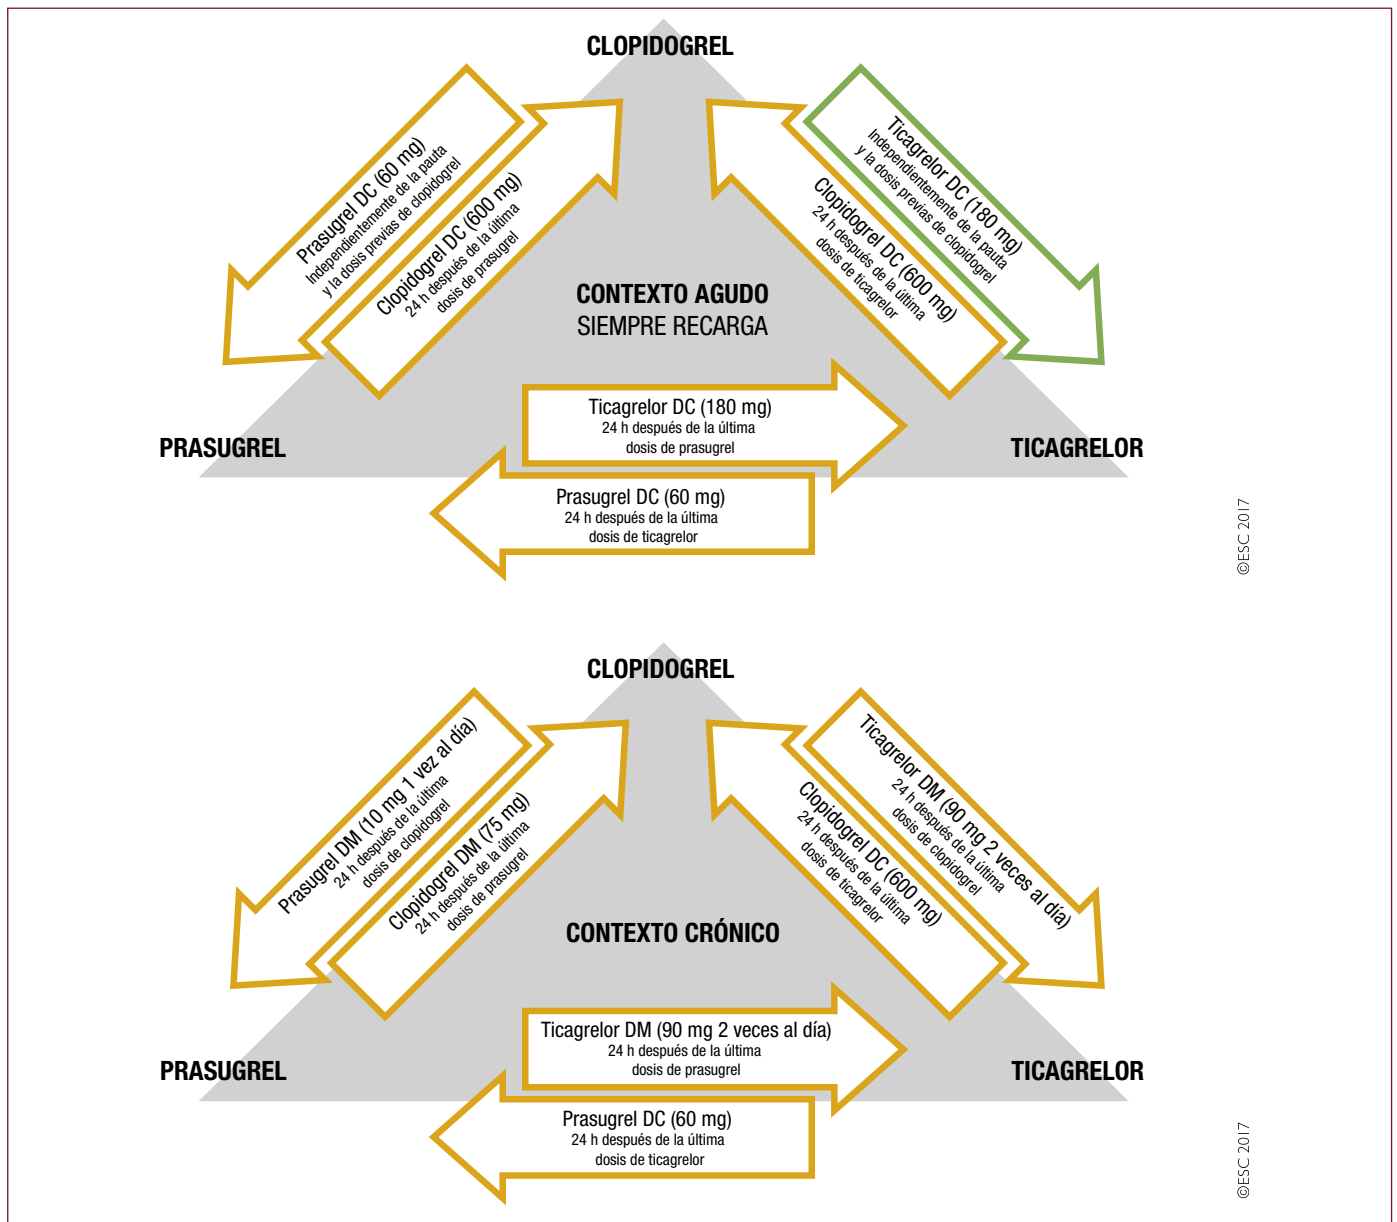 CLOPIDOGREL
Prasugrel DC (60 mg)
Independientemente de la pauta
y la dosis previas de clopidogrel
Clopidogrel DC (600 mg)
24 h después de la última
dosis de prasugrel
Ticagrelor DC (180 mg)
Independientemente de la pauta
y la dosis previas de clopidogrel
Clopidogrel DC (600 mg)
24 h después de la última
dosis de ticagrelor
CONTEXTO AGUDO
SIEMPRE RECARGA
Ticagrelor DC (180 mg)
24 h después de la última
dosis de prasugrel
PRASUGREL
TICAGRELOR
Prasugrel DC (60 mg)
24 h después de la última
dosis de ticagrelor
©ESC 2017
CLOPIDOGREL
Prasugrel DM (10 mg 1 vez al día)
24 h después de la última
dosis de clopidogrel
Clopidogrel DM (75 mg)
24 h después de la última
dosis de prasugrel
Ticagrelor DM (90 mg 2 veces al día)
24 h después de la última
dosis de clopidogrel
Clopidogrel DC (600 mg)
24 h después de la última
dosis de ticagrelor
CONTEXTO CRÓNICO
Ticagrelor DM (90 mg 2 veces al día)
24 h después de la última
dosis de prasugrel
PRASUGREL
TICAGRELOR
Prasugrel DC (60 mg)
24 h después de la última
dosis de ticagrelor
©ESC 2017